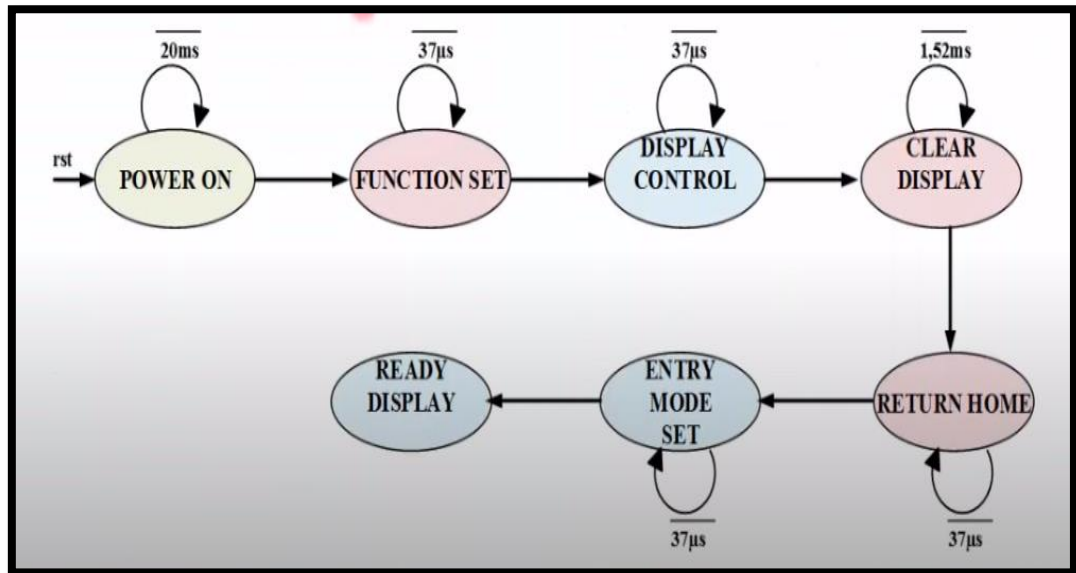 20ms
37µs
37µs
1,52ms
rst
POWER ON
FUNCTION SET
DISPLAY
CONTROL
CLEAR
DISPLAY
READY
DISPLAY
ENTRY
MODE
SET
RETURN HOME
37µs
37µs